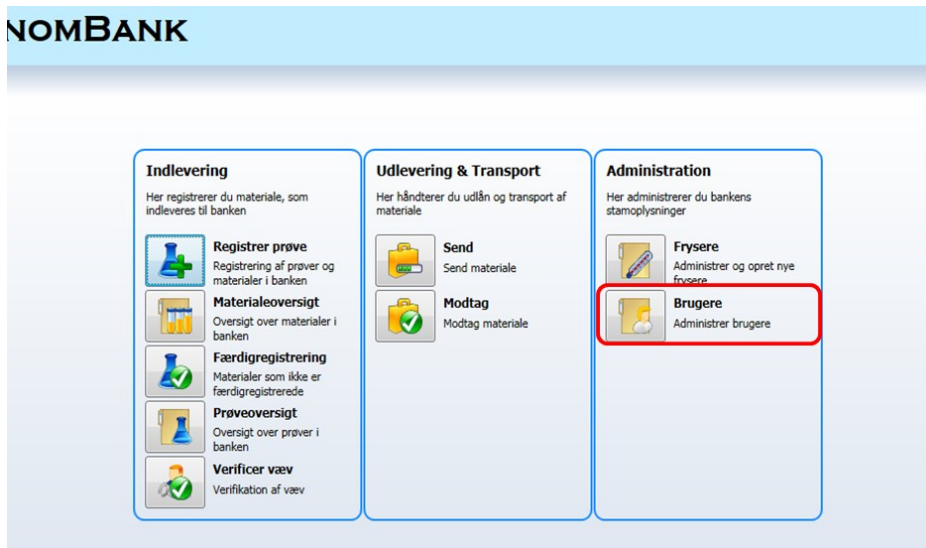 NOMBANK
Indlevering
Her registrerer du materiale, som
indleveres til banken
Registrer prøve
Registrering af prøver og
materialer i banken
Materialeoversigt
Oversigt over materialer i
banken
Færdigregistrering
Materialer som ikke er
færdigregistrerede
Prøveoversigt
Oversigt over prøver i
banken
Verificer væv
Verifikation af væv
Udlevering & Transport
Her håndterer du udlån og transport af
materiale
Send
Send materiale
Modtag
Modtag materiale
Administration
Her administrerer du bankens
stamoplysninger
Frysere
Administrer og opret nye
frysere
Brugere
Administrer brugere